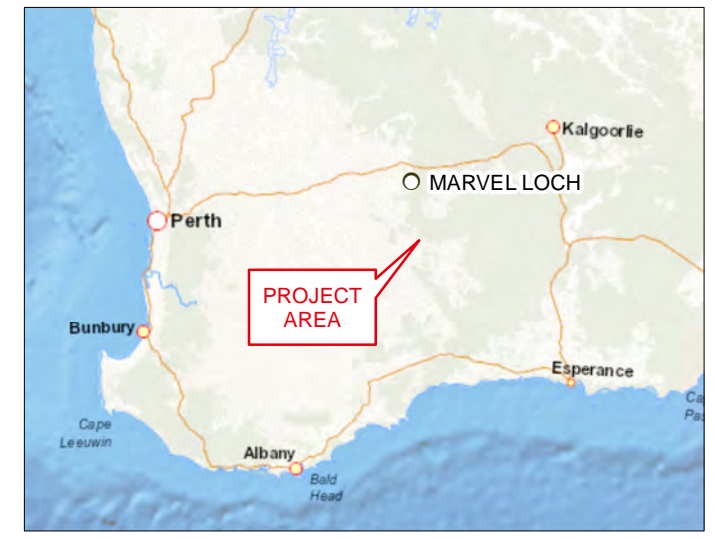 Kalgoorlie
MARVEL LOCH
Perth
PROJECT
AREA
Bunbury
Esperance
Cape
Leeuwin
Albany
Bald
Head